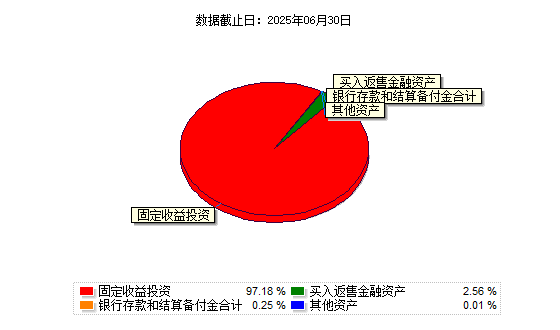 数据截止日：2025年06月30日
买入返售金融资产
银行存款和结算备付金合计
其他资产
固定收益投资
固定收益投资 97.18 % 买入返售金融资产 2.56 %
银行存款和结算备付金合计 0.25 % 其他资产 0.01 %